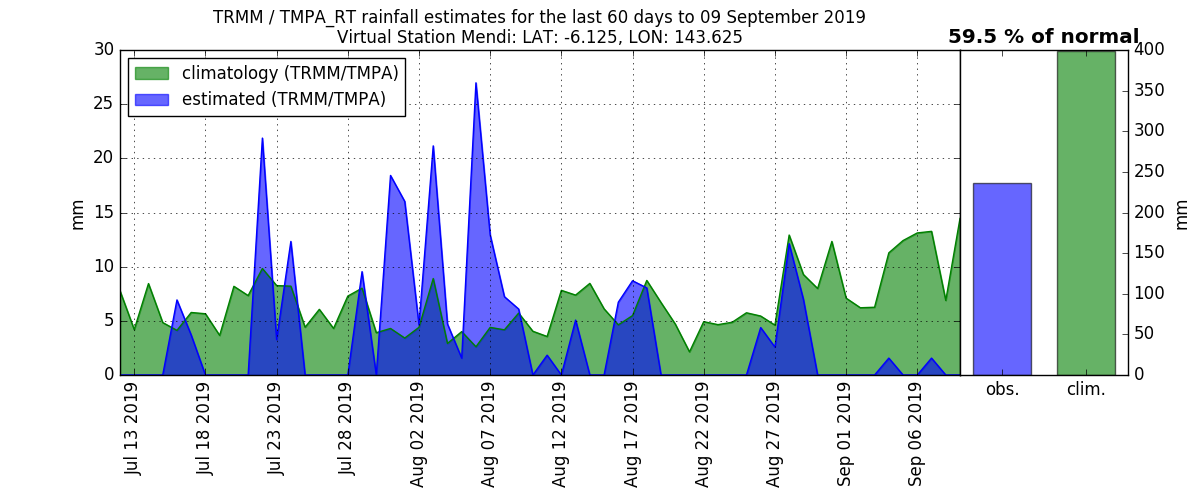 TRMM / TMPA_RT rainfall estimates for the last 60 days to 09 September 2019
Virtual Station Mendi: LAT: -6.125, LON: 143.625
59.5 % of normal
climatology (TRMM/TMPA)
estimated (TRMM/TMPA)
mm
30
25
20
15
10
5
0
Jul 13 2019
Jul 18 2019
Jul 23 2019
Jul 28 2019
Aug 02 2019
Aug 07 2019
Aug 12 2019
Aug 17 2019
Aug 22 2019
Aug 27 2019
Sep 01 2019
Sep 06 2019
obs.
clim.
400
350
300
250
200
150
100
50
0
mm